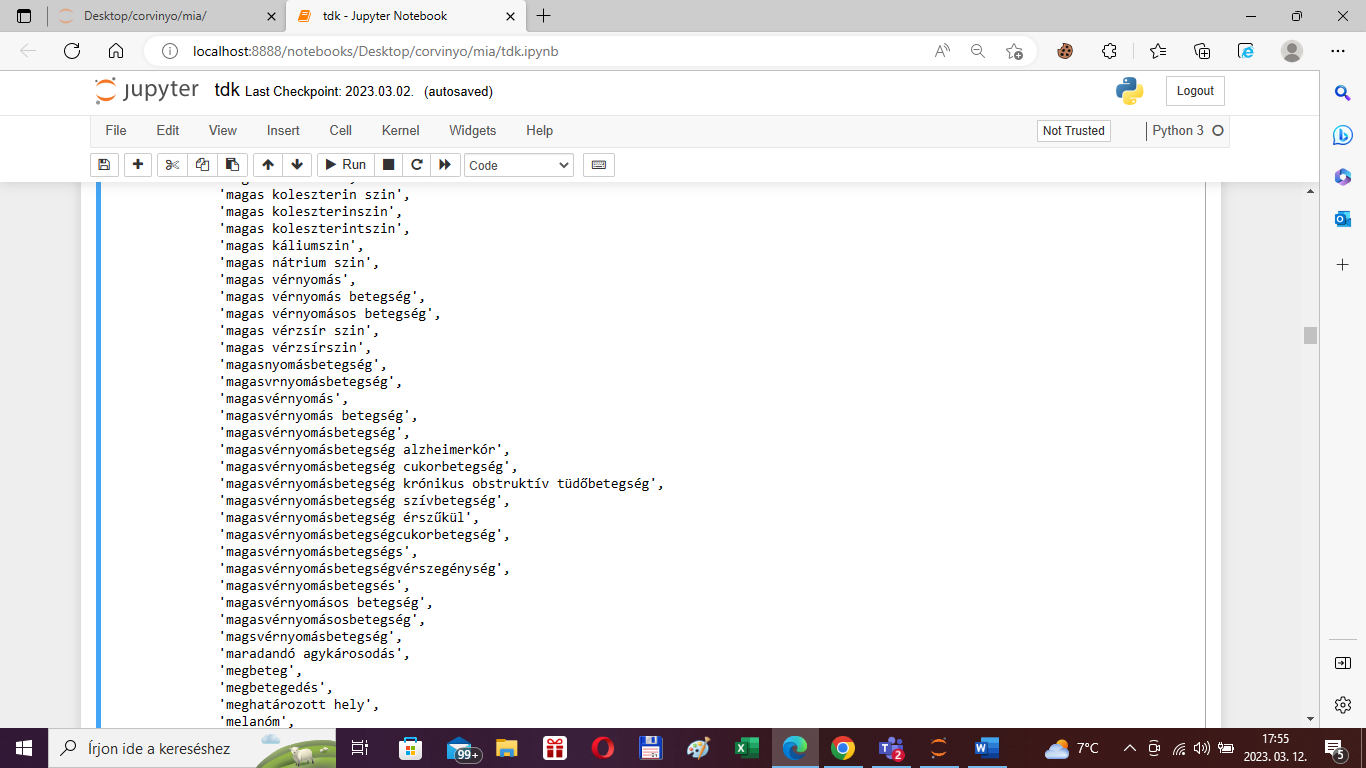 Desktop/corvinyo/mia/
tdk - Jupyter Notebook
localhost:8888/notebooks/Desktop/corvinyo/mia/tdk.ipynb
jupyter tdk Last Checkpoint: 2023.03.02. (autosaved)
Logout
File Edit View Insert Cell Kernel Widgets Help
Not Trusted
Python 3
Run
Code
'magas koleszterin szin',
'magas koleszterinszin',
'magas koleszterintszin',
'magas káliumszin',
'magas nátrium szin',
'magas vérnyomás',
'magas vérnyomás betegség',
'magas vérnyomásos betegség',
'magas vérzsír szin',
'magas vérzsírszin',
'magasnyomásbetegség',
'magasvrnyomásbetegség',
'magasvérnyomás',
'magasvérnyomás betegség',
'magasvérnyomásbetegség',
'magasvérnyomásbetegség alzheimerkór',
'magasvérnyomásbetegség cukorbetegség',
'magasvérnyomásbetegség krónikus obstruktív tüdőbetegség',
'magasvérnyomásbetegség szívbetegség',
'magasvérnyomásbetegség érszűkül',
'magasvérnyomásbetegségcukorbetegség',
'magasvérnyomásbetegségs',
'magasvérnyomásbetegségvérszegénység',
'magasvérnyomásbetegsés',
'magasvérnyomásos betegség',
'magasvérnyomásosbetegség',
'magsvérnyomásbetegség',
'maradandó agykárosodás',
'megbeteg',
'megbetegedés',
'meghatározott hely',
'melanóm',
Írjon ide a kereséshez
99+
2
7°C
17:55
2023. 03. 12.
5